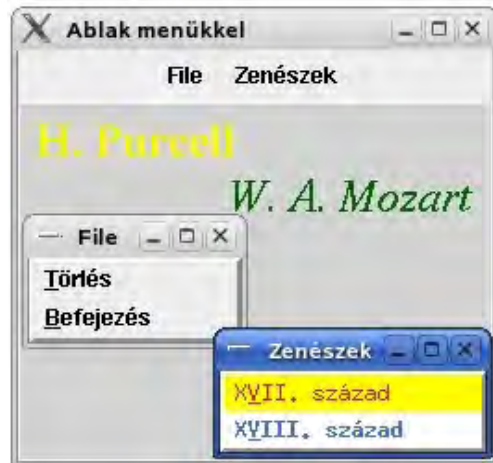 Ablak menükkel
File Zenészek
H. Purcell
W. A. Mozart
File
Törlés
Befejezés
Zenészek
XVII. század
XVIII. század